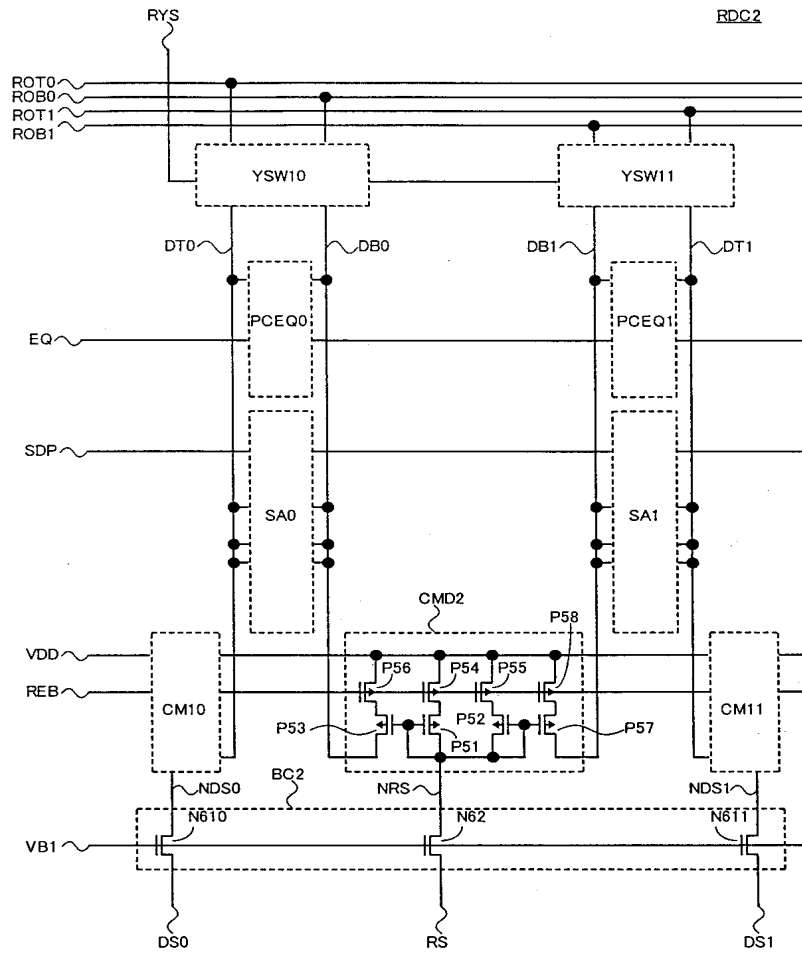 RYS
RDC2
ROT0
ROB0
ROT1
ROB1
YSW10
YSW11
DT0
DB0
DB1
DT1
PCEQ0
PCEQ1
EQ
SDP
SA0
SA1
CMD2
P58
VDD
P56
P54
P55
REB
CM10
CM11
P53
P52
P51
P57
NDS0
BC2
NRS
NDS1
N610
N62
N611
VB1
DS0
RS
DS1